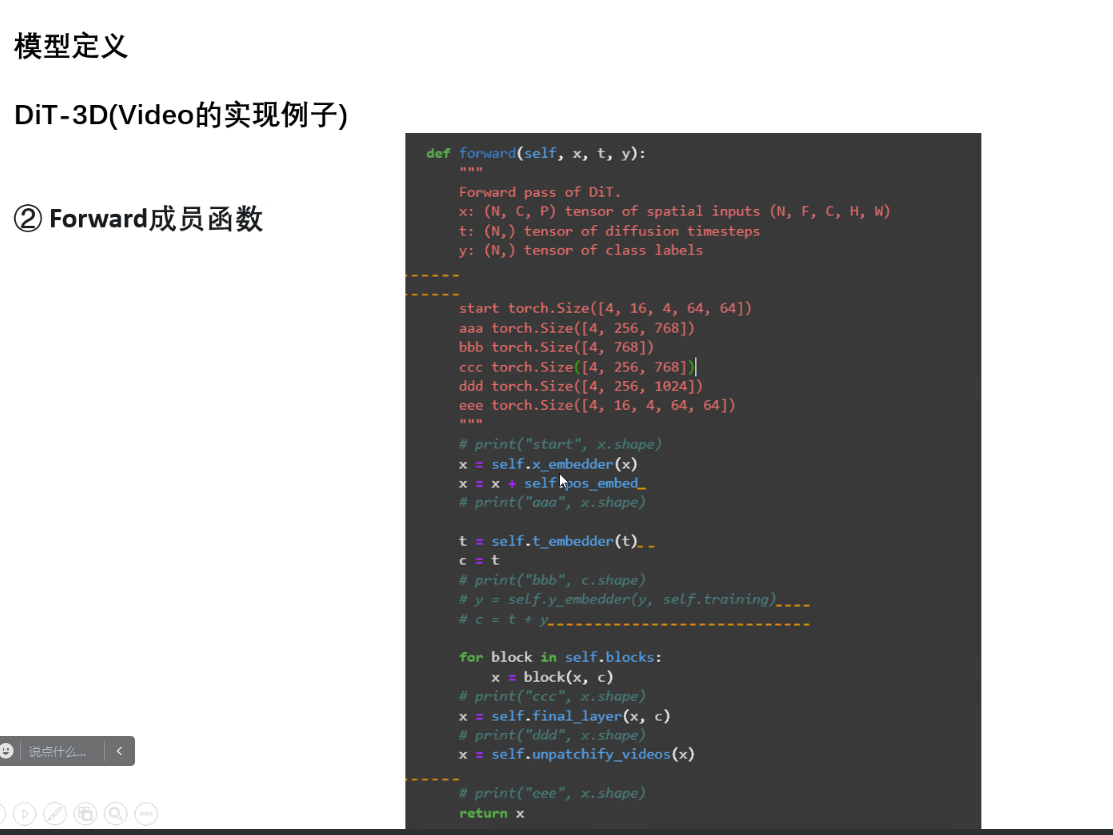 模型定义
DiT-3D(Video的实现例子)
② Forward成员函数
def forward(self, x, t, y):
"""
Forward pass of DiT.
x: (N, C, P) tensor of spatial inputs (N, F, C, H, W)
t: (N,) tensor of diffusion timesteps
y: (N,) tensor of class labels
start torch.Size([4, 16, 4, 64, 64])
aaa torch.Size([4, 256, 768])
bbb torch.Size([4, 768])
ccc torch.Size([4, 256, 768])
ddd torch.Size([4, 256, 1024])
eee torch.Size([4, 16, 4, 64, 64])
"""
# print("start", x.shape)
x = self.x_embedder(x)
x = x + self.pos_embed
# print("aaa", x.shape)
t = self.t_embedder(t)
c = t
# print("bbb", c.shape)
# y = self.y_embedder(y, self.training)
# c = t + y
for block in self.blocks:
x = block(x, c)
# print("ccc", x.shape)
x = self.final_layer(x, c)
# print("ddd", x.shape)
x = self.unpatchify_videos(x)
# print("eee", x.shape)
return x
说点什么...